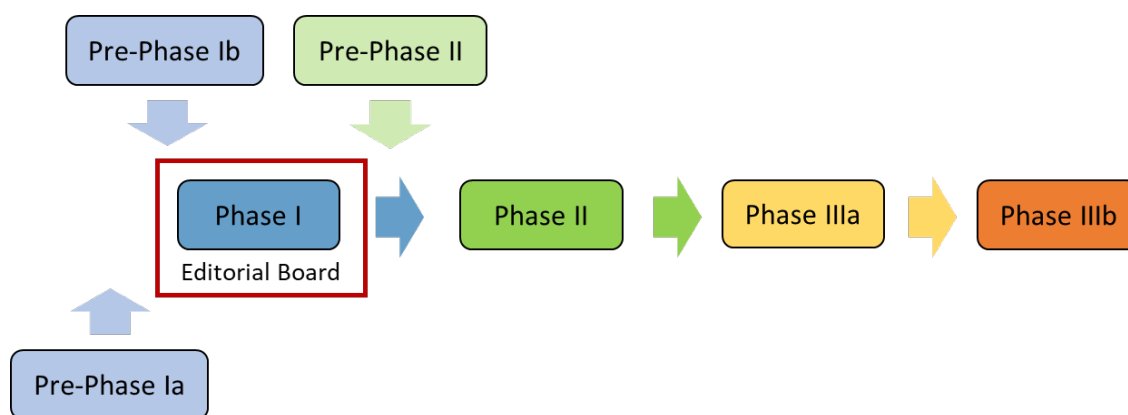 Pre-Phase Ib
Pre-Phase II
Phase I
Editorial Board
Phase II
Phase IIIa
Phase IIIb
Pre-Phase Ia